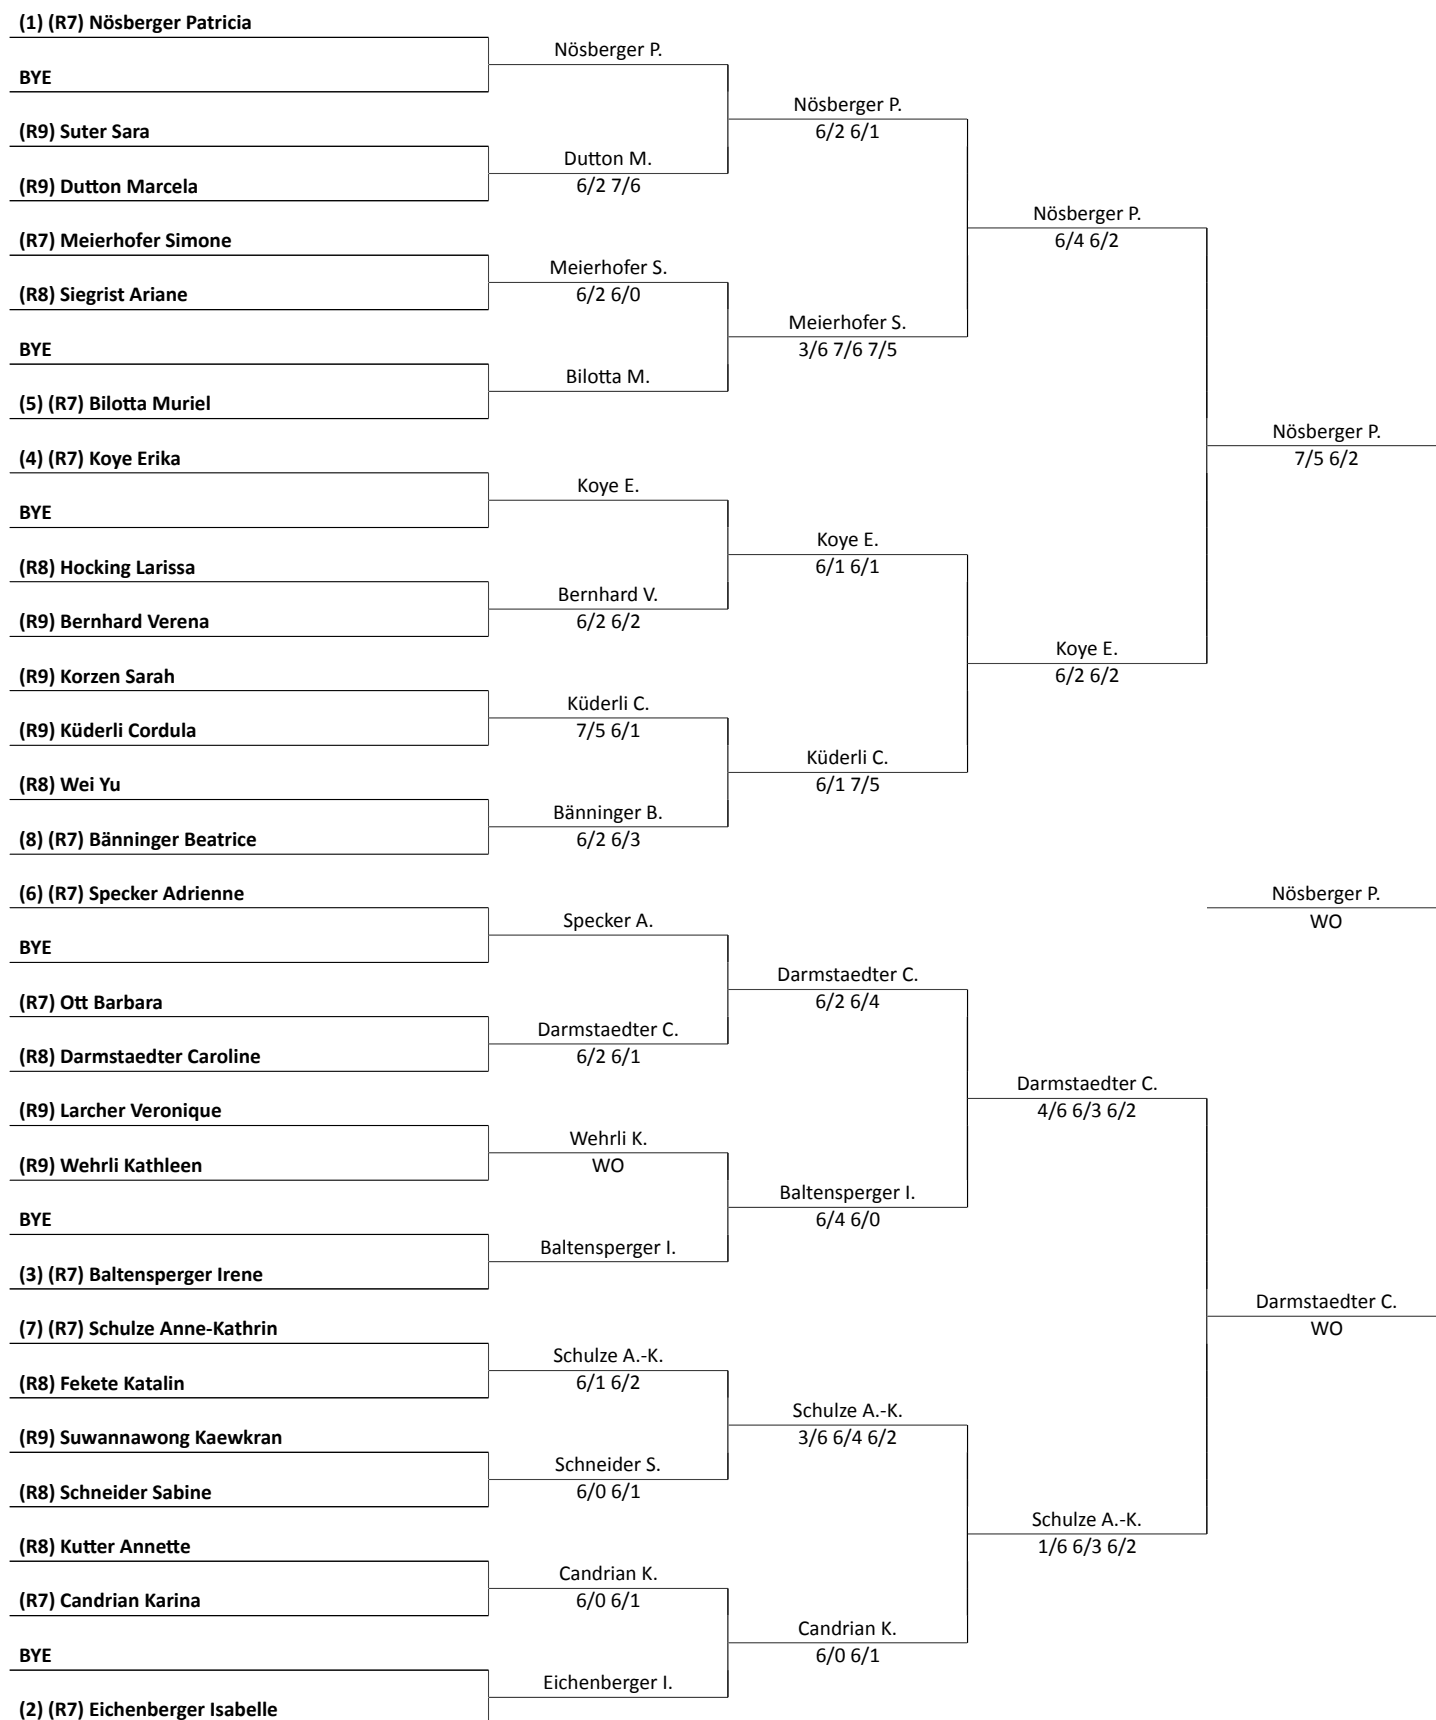 (1) (R7) Nösberger Patricia
BYE
(R9) Suter Sara
(R9) Dutton Marcela
(R7) Meierhofer Simone
(R8) Siegrist Ariane
BYE
(5) (R7) Bilotta Muriel
(4) (R7) Koye Erika
BYE
(R8) Hocking Larissa
(R9) Bernhard Verena
(R9) Korzen Sarah
(R9) Küderli Cordula
(R8) Wei Yu
(8) (R7) Bänninger Beatrice
(6) (R7) Specker Adrienne
BYE
(R7) Ott Barbara
(R8) Darmstaedter Caroline
(R9) Larcher Veronique
(R9) Wehrli Kathleen
BYE
(3) (R7) Baltensperger Irene
(7) (R7) Schulze Anne-Kathrin
(R8) Fekete Katalin
(R9) Suwannawong Kaewkran
(R8) Schneider Sabine
(R8) Kutter Annette
(R7) Candrian Karina
BYE
(2) (R7) Eichenberger Isabelle
Nösberger P.
Dutton M.
6/2 7/6
Meierhofer S.
6/2 6/0
Bilotta M.
Koye E.
Bernhard V.
6/2 6/2
Küderli C.
7/5 6/1
Bänninger B.
6/2 6/3
Specker A.
Darmstaedter C.
6/2 6/1
Wehrli K.
WO
Baltensperger I.
Schulze A.-K.
6/1 6/2
Schneider S.
6/0 6/1
Candrian K.
6/0 6/1
Eichenberger I.
Nösberger P.
6/2 6/1
Meierhofer S.
3/6 7/6 7/5
Koye E.
6/1 6/1
Küderli C.
6/1 7/5
Darmstaedter C.
6/2 6/4
Baltensperger I.
6/4 6/0
Schulze A.-K.
3/6 6/4 6/2
Candrian K.
6/0 6/1
Nösberger P.
6/4 6/2
Koye E.
6/2 6/2
Darmstaedter C.
4/6 6/3 6/2
Schulze A.-K.
1/6 6/3 6/2
Nösberger P.
7/5 6/2
Nösberger P.
WO
Darmstaedter C.
WO